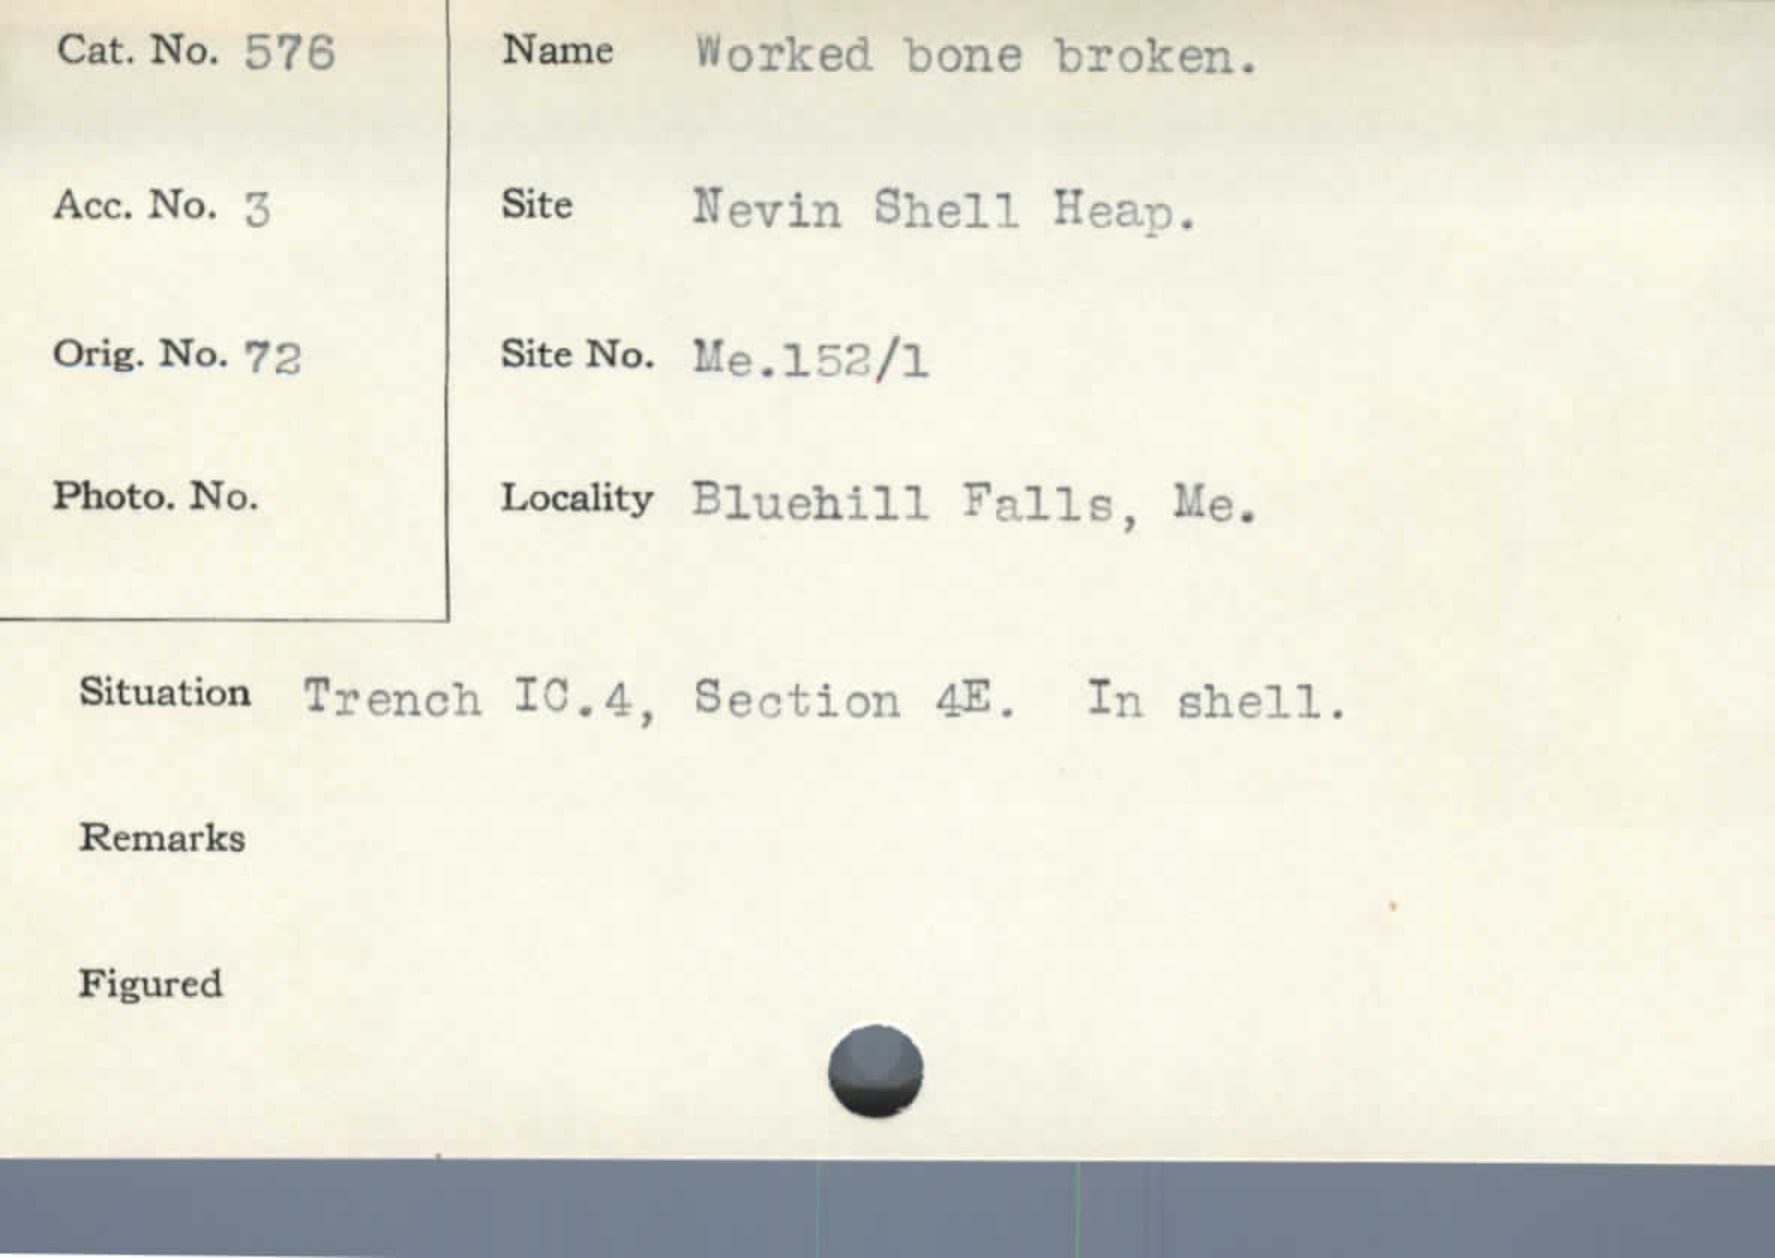 Cat. No. 576
Name Worked bone broken.
Acc. No. 3
Site Nevin Shell Heap.
Orig. No. 72
Site No. Me.152/1
Photo. No.
Locality Bluehill Falls, Me.
Situation Trench IC.4, Section 4E. In shell.
Remarks
Figured